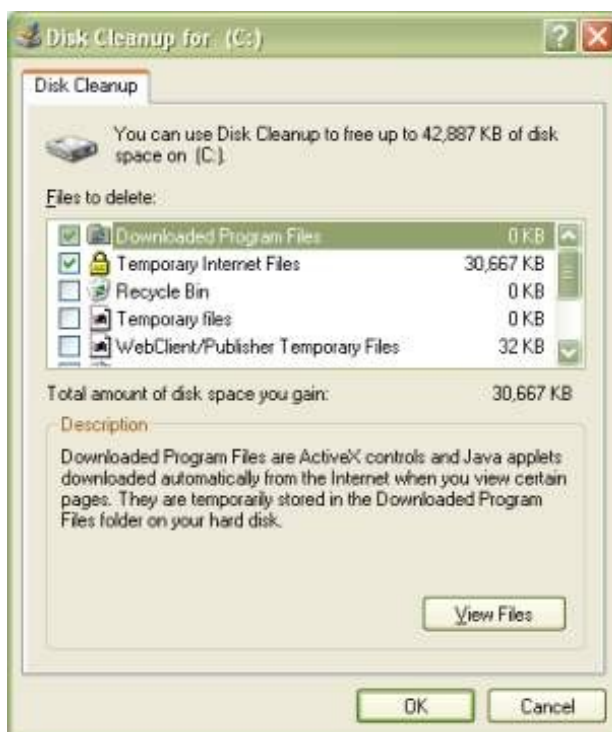 Disk Cleanup for (C:)
Disk Cleanup
You can use Disk Cleanup to free up to 42,887 KB of disk
space on (C:).
Files to delete:
Downloaded Program Files 0 KB
Temporary Internet Files 30,667 KB
Recycle Bin 0 KB
Temporary files 0 KB
WebClient/Publisher Temporary Files 32 KB
Total amount of disk space you gain: 30,667 KB
Description
Downloaded Program Files are ActiveX controls and Java applets
downloaded automatically from the Internet when you view certain
pages. They are temporarily stored in the Downloaded Program
Files folder on your hard disk.
View Files
OK
Cancel